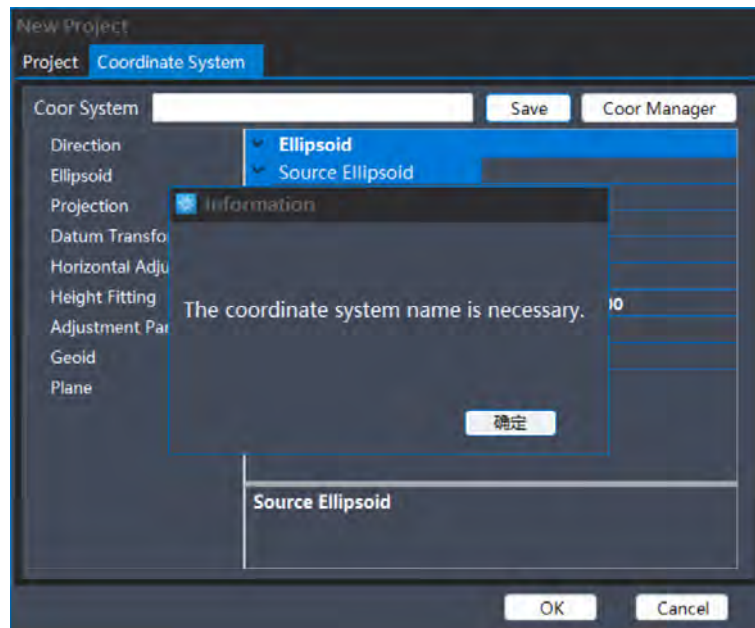 New Project
Project Coordinate System
Coor System Save Coor Manager
Direction
Ellipsoid
Projection
Datum Transfo
Horizontal Adju
Height Fitting
Adjustment Par
Geoid
Plane
Ellipsoid
Source Ellipsoid
00
Information
The coordinate system name is necessary.
确定
Source Ellipsoid
OK Cancel